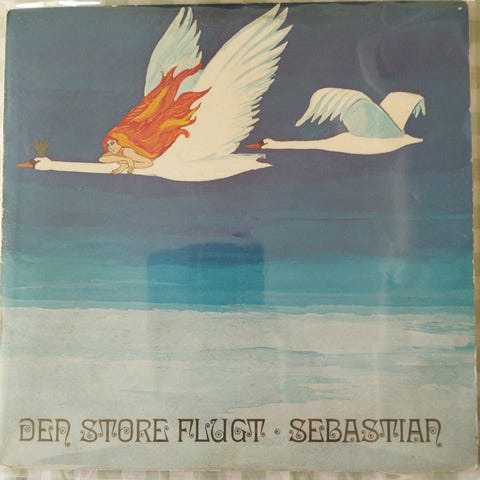 DEN STORE FLUGT · SEBASTIAN